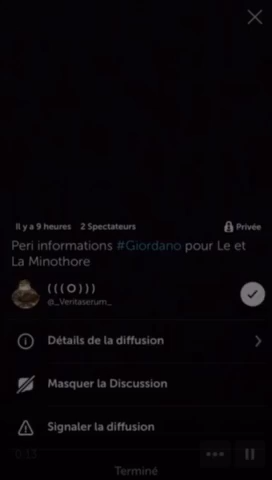 Il y a 9 heures 2 Spectateurs Privée
Peri informations #Giordano pour Le et
La Minothore
(((O)))
@_Veritaserum_
Détails de la diffusion
Masquer la Discussion
Signaler la diffusion
0:13
Terminé